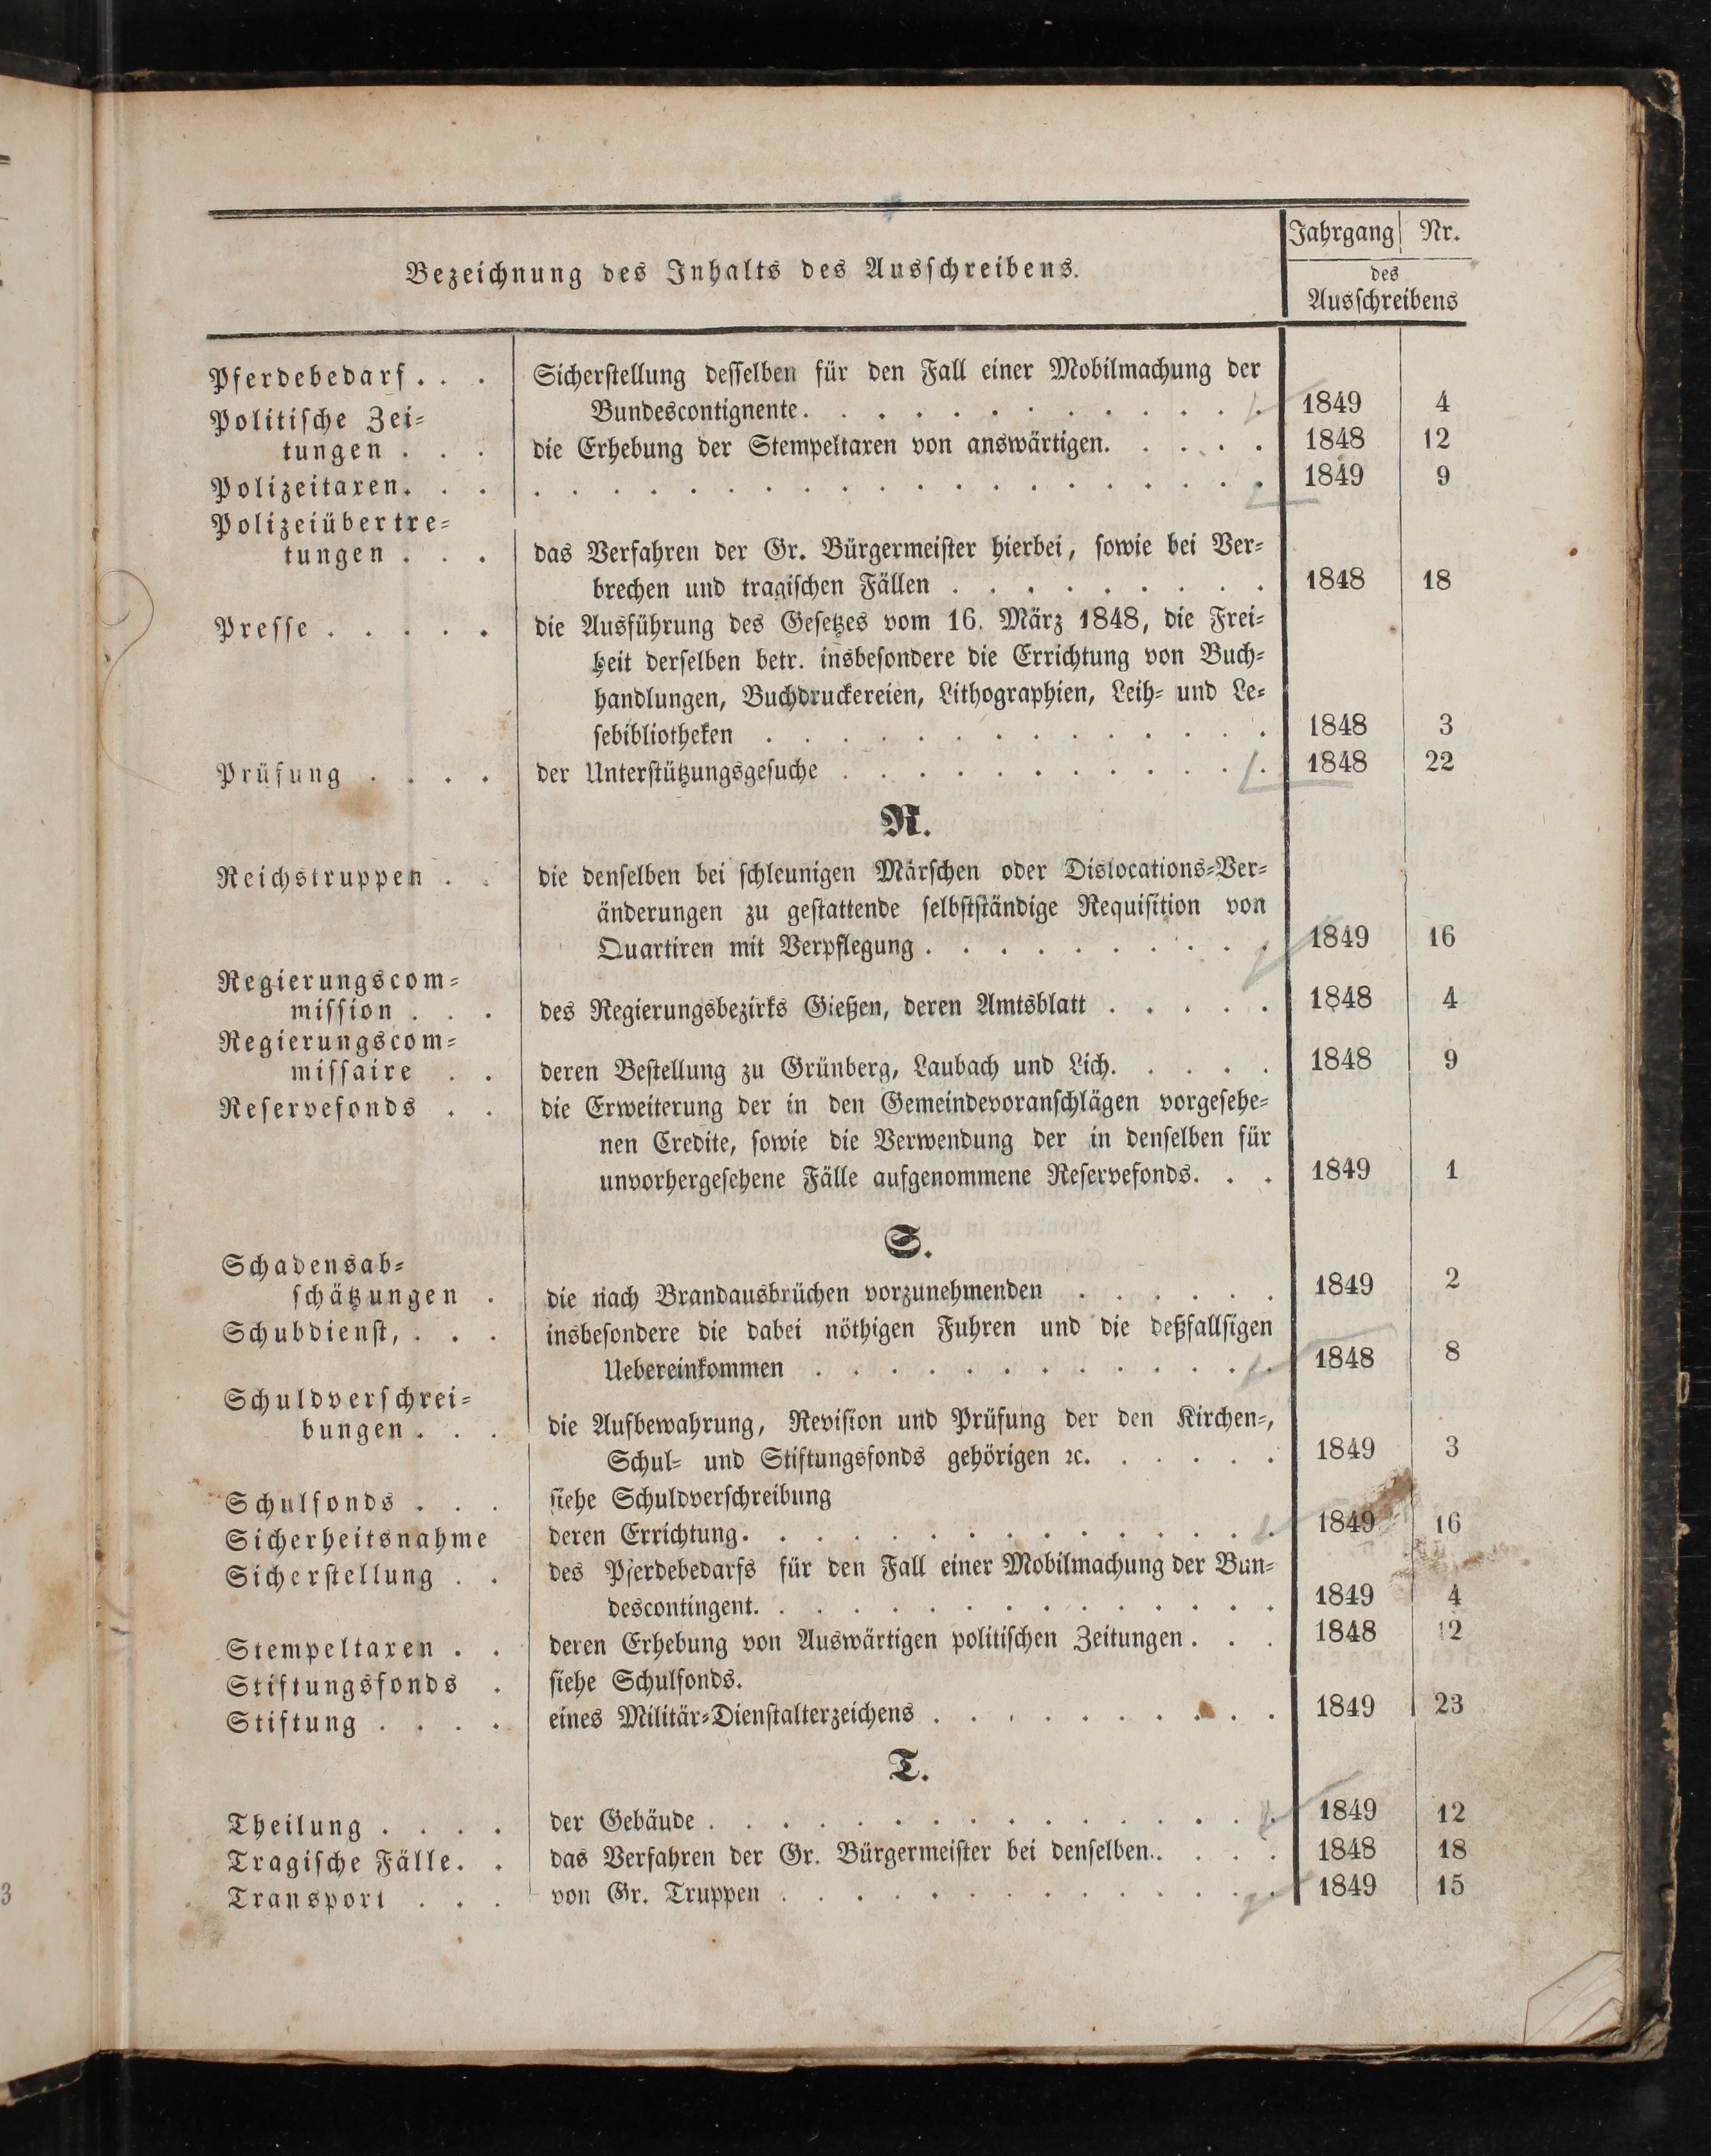 Jahrgang Nr.
Bezeichnung des Inhalts des Ausschreibens.
des
Ausschreibens
Pferdebedarf . . . Sicherstellung desselben für den Fall einer Mobilmachung der
Bundescontignente. . . . . . . . . . . . . 1849 4
Politische Zei-
tungen . . . die Erhebung der Stempeltaxen von answärtigen. . . . . 1848 12
Polizeitaxen. . . . . . . . . . . . . . . . . . . 1849 9
Polizeiübertre-
tungen . . . das Verfahren der Gr. Bürgermeister hierbei, sowie bei Ver-
brechen und tragischen Fällen . . . . . . . . . 1848 18
Presse . . . . . die Ausführung des Gesetzes vom 16. März 1848, die Frei-
heit derselben betr. insbesondere die Errichtung von Buch-
handlungen, Buchdruckereien, Lithographien, Leih- und Le-
sebibliotheken . . . . . . . . . . . . . . 1848 3
Prüfung . . . . der Unterstützungsgesuche . . . . . . . . . . . . 1848 22
R.
Reichstruppen . . die denselben bei schleunigen Märschen oder Dislocations-Ver-
änderungen zu gestattende selbstständige Requisition von
Quartiren mit Verpflegung . . . . . . . . . . 1849 16
Regierungscom-
mission . . . des Regierungsbezirks Gießen, deren Amtsblatt . . . . . 1848 4
Regierungscom-
missaire . . deren Bestellung zu Grünberg, Laubach und Lich. . . . . 1848 9
Reservefonds . . die Erweiterung der in den Gemeindevoranschlägen vorgesehe-
nen Credite, sowie die Verwendung der in denselben für
unvorhergesehene Fälle aufgenommene Reservefonds. . . 1849 1
S.
Schadensab-
schätzungen . die nach Brandausbrüchen vorzunehmenden . . . . . . 1849 2
Schubdienst, . . . insbesondere die dabei nöthigen Fuhren und die deßfallsigen
Uebereinkommen . . . . . . . . . . . . . 1848 8
Schuldverschrei-
bungen . . . die Aufbewahrung, Revision und Prüfung der den Kirchen-,
Schul- und Stiftungsfonds gehörigen ꝛc. . . . . . 1849 3
Schulfonds . . . siehe Schuldverschreibung
Sicherheitsnahme deren Errichtung. . . . . . . . . . . . . . . 1849 16
Sicherstellung . . des Pferdebedarfs für den Fall einer Mobilmachung der Bun-
descontingent. . . . . . . . . . . . . . . 1849 4
Stempeltaxen . . deren Erhebung von Auswärtigen politischen Zeitungen . . . 1848 12
Stiftungsfonds . siehe Schulfonds.
Stiftung . . . . eines Militär-Dienstalterzeichens . . . . . . . . . . 1849 23
T.
Theilung . . . . der Gebäude . . . . . . . . . . . . . . . . 1849 12
Tragische Fälle. . das Verfahren der Gr. Bürgermeister bei denselben.. . . . 1848 18
Transport . . . von Gr. Truppen . . . . . . . . . . . . . . 1849 15
3